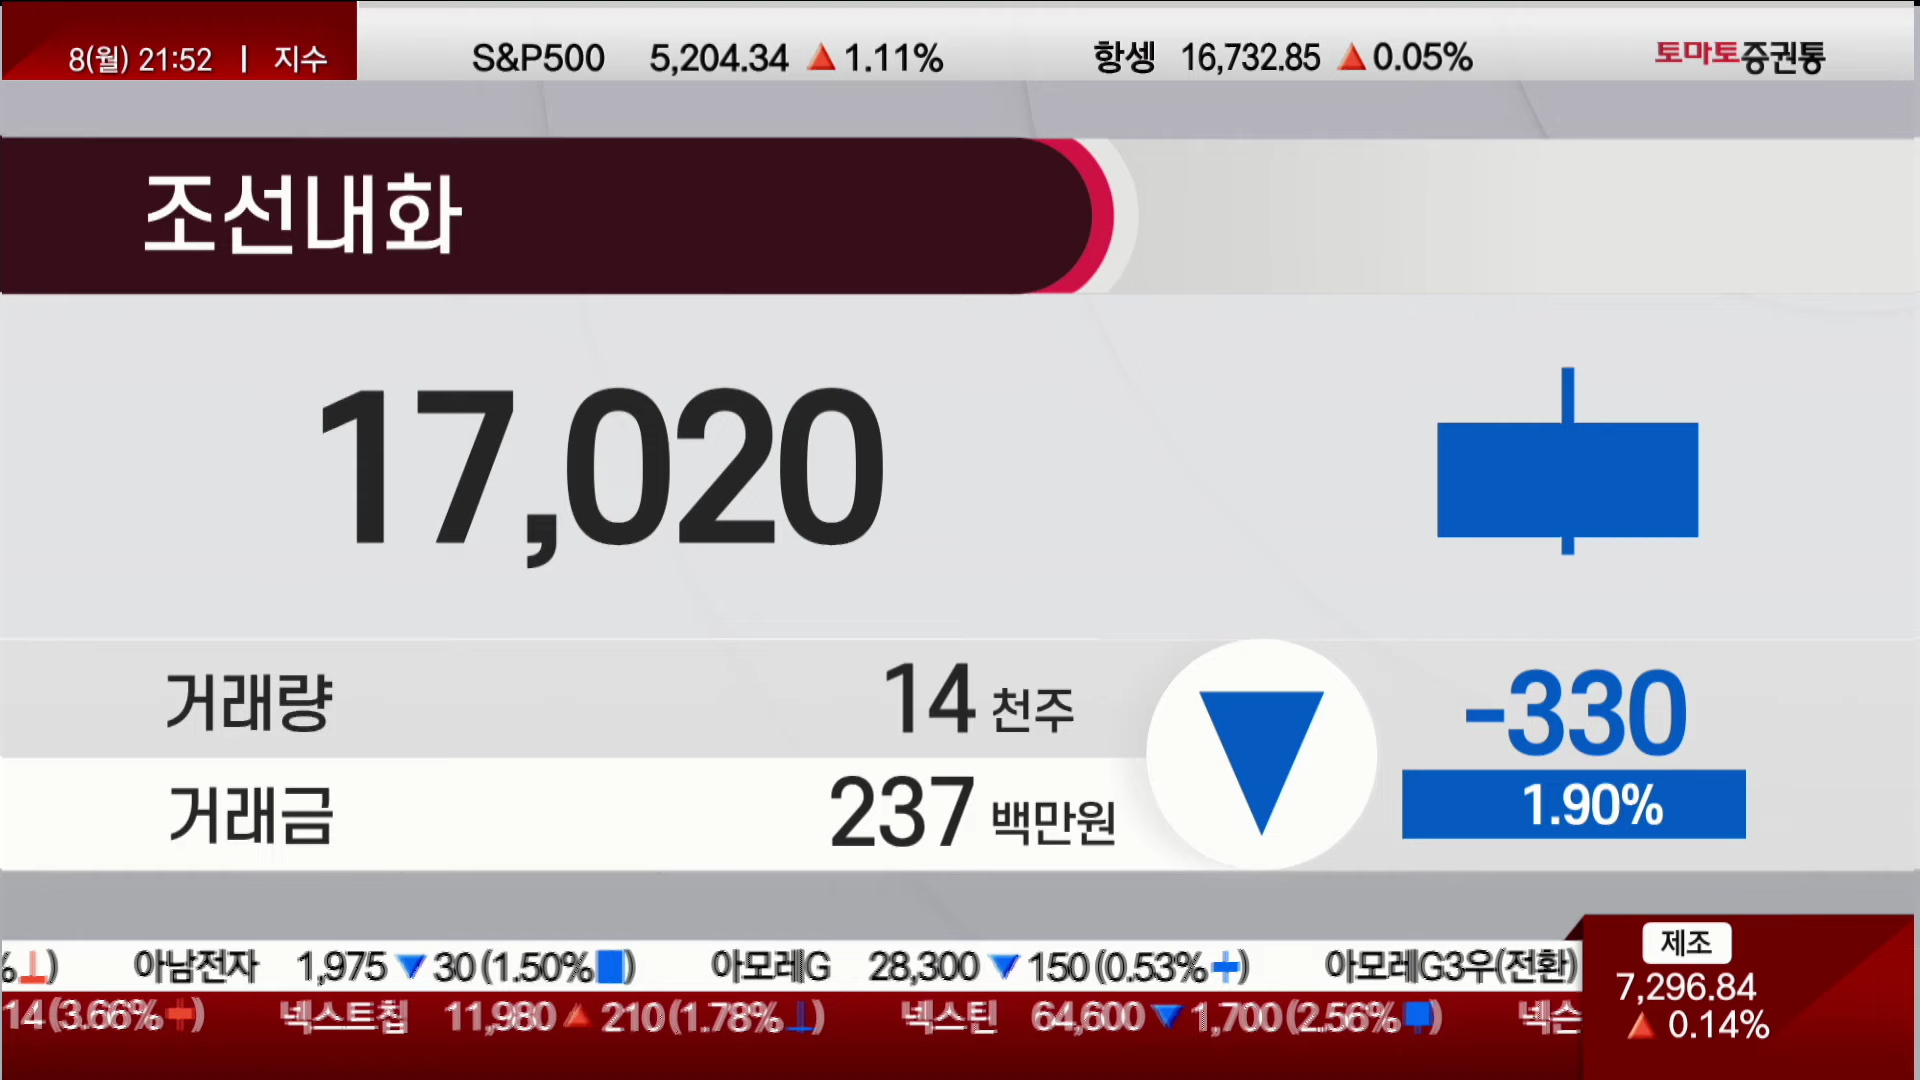 8(월) 21:52 | 지수 S&P500 5,204.34 ▲ 1.11% 항셍 16,732.85 ▲ 0.05% 토마토증권통
조선내화
17,020
거래량 14 천주
-330
1.90%
거래금 237 백만원
아남전자 1,975 ▼ 30 (1.50%) 아모레G 28,300 ▼ 150 (0.53%) 아모레G3우(전환)
14 (3.66%) 넥스트칩 11,980 ▲ 210 (1.78%) 넥스틴 64,600 ▼ 1,700 (2.56%) 넥슨
제조
7,296.84
▲ 0.14%